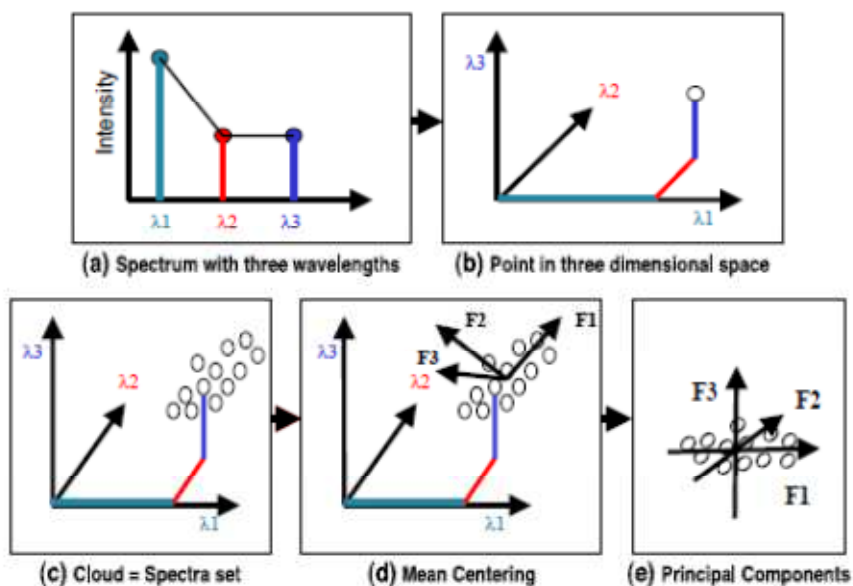 Intensity
λ1 λ2 λ3
(a) Spectrum with three wavelengths
λ3
λ2
λ1
(b) Point in three dimensional space
λ3
λ2
λ1
(c) Cloud = Spectra set
F2 F1
λ3 F3
λ2
λ1
(d) Mean Centering
F3 F2
F1
(e) Principal Components